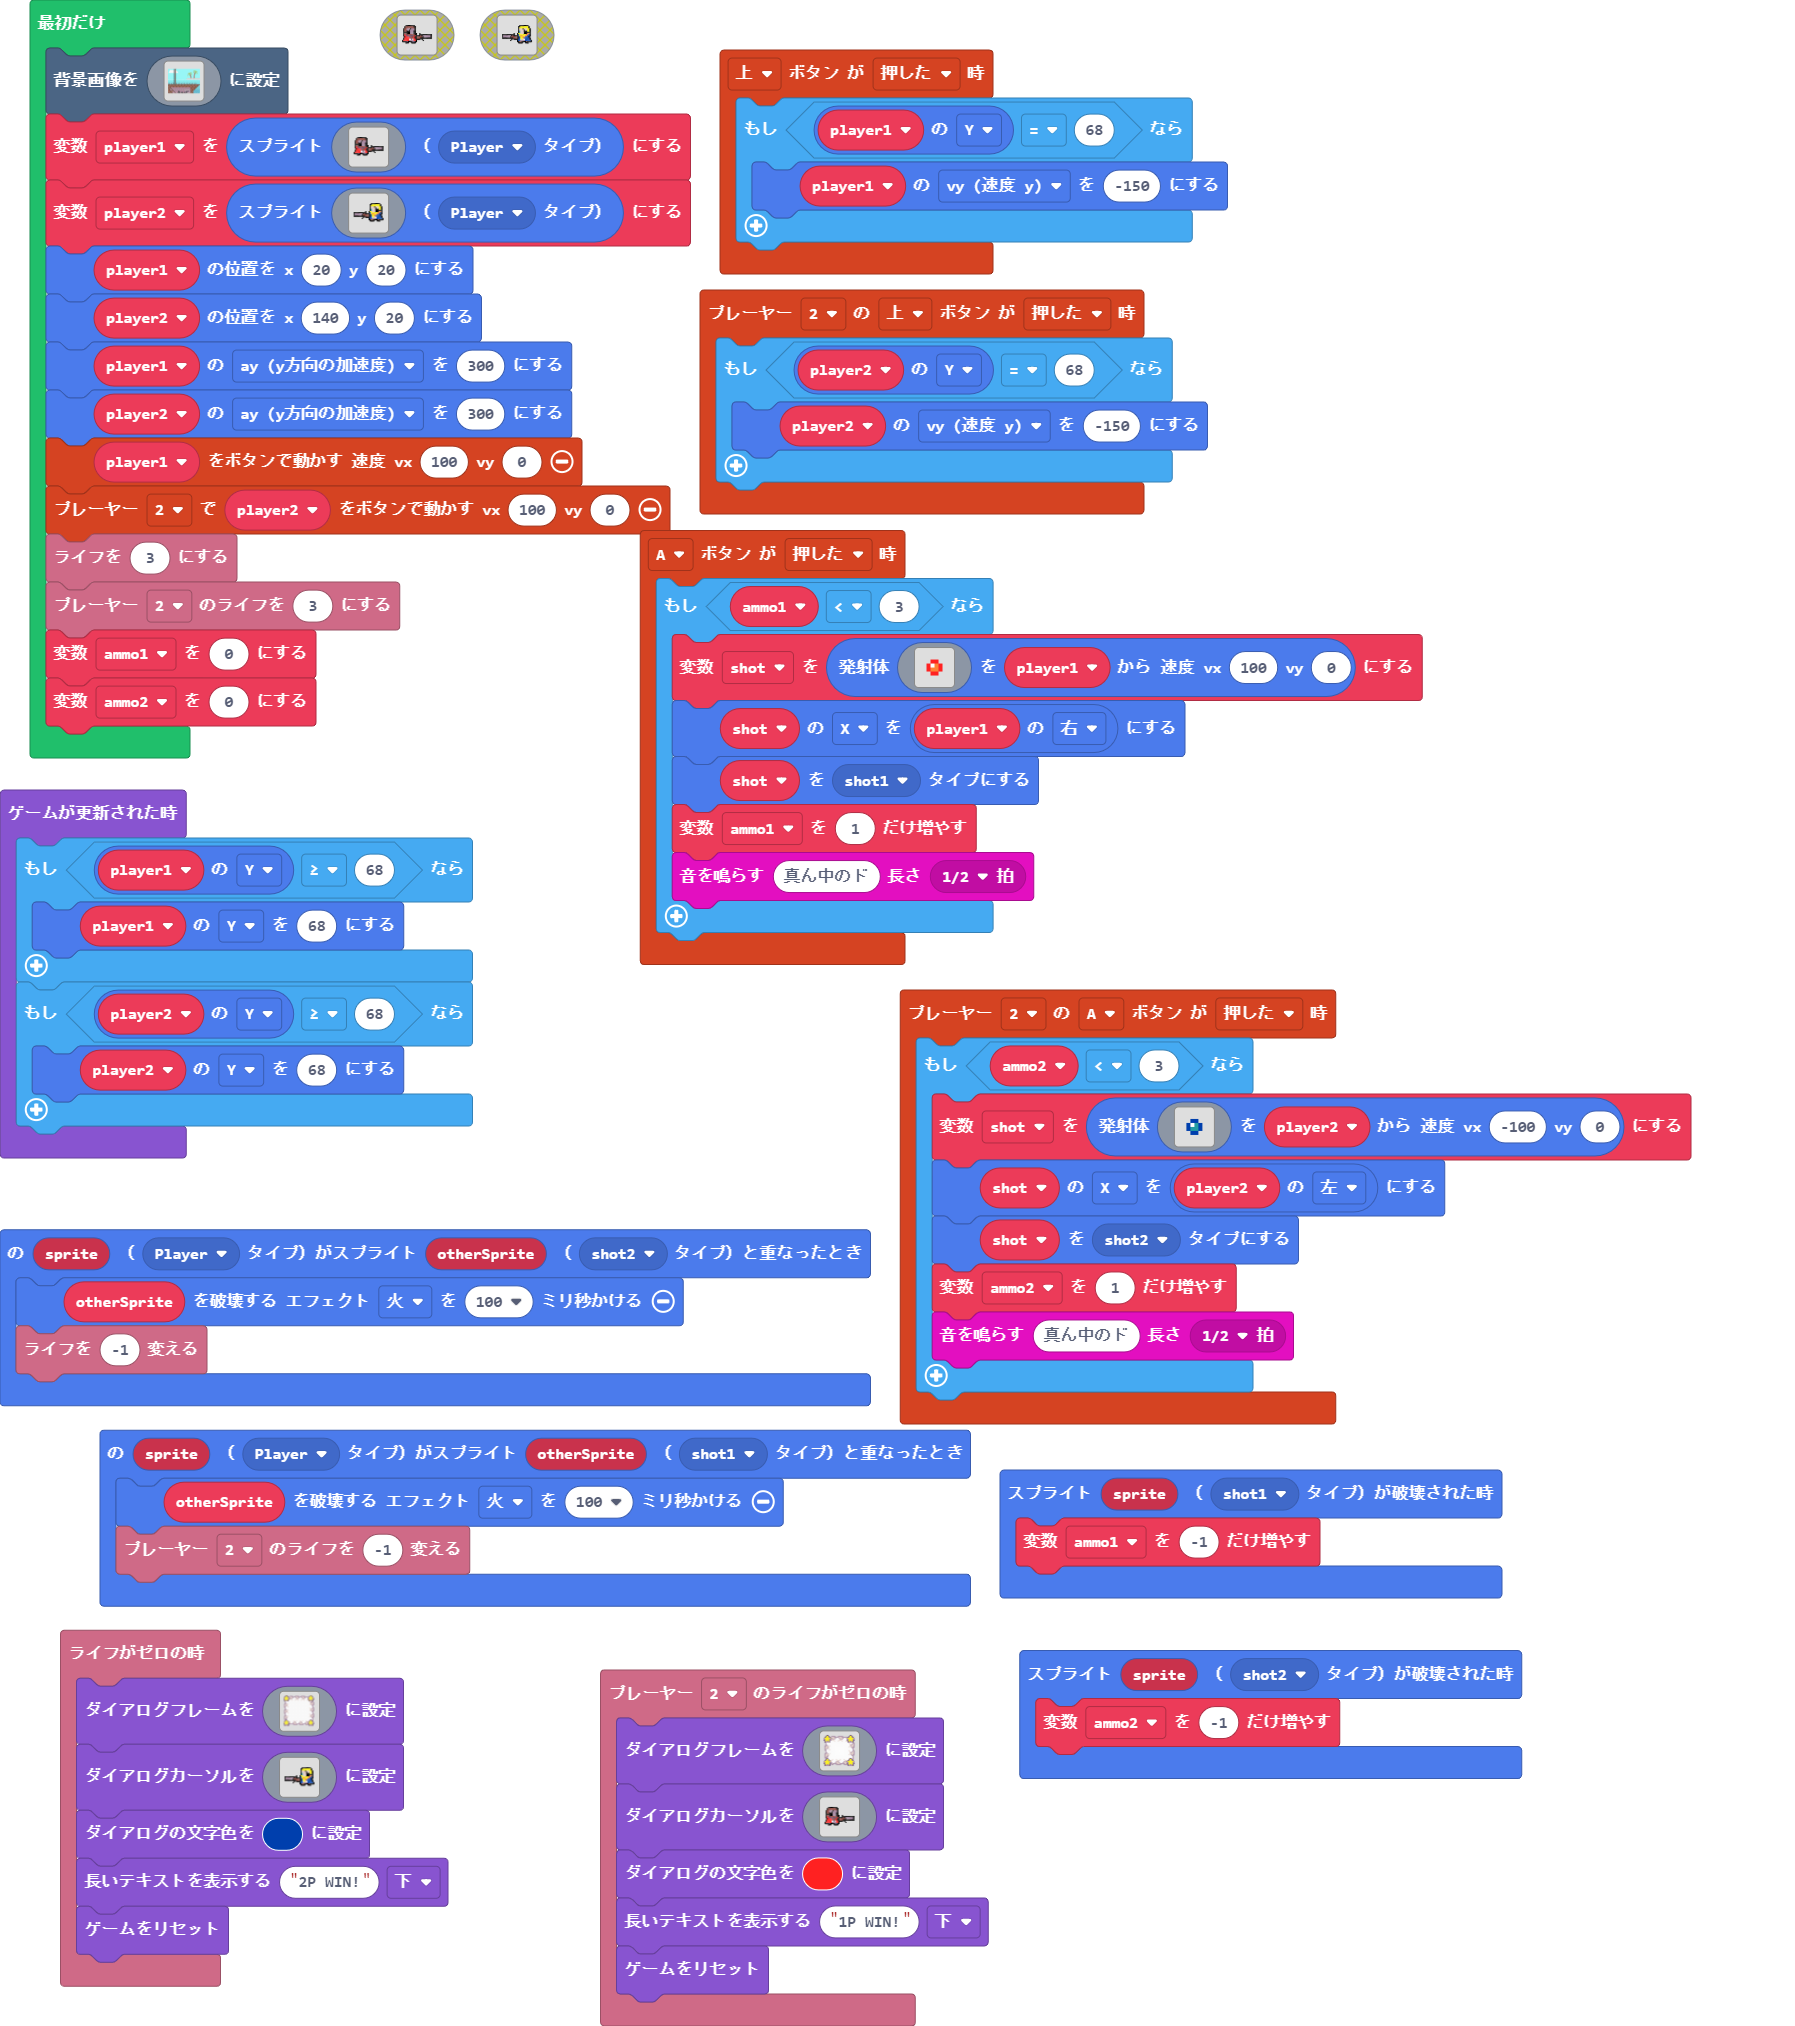 最初だけ
背景画像を に設定
変数 player1 を スプライト ( Player タイプ) にする
変数 player2 を スプライト ( Player タイプ) にする
player1 の位置を x 20 y 20 にする
player2 の位置を x 140 y 20 にする
player1 の ay (y方向の加速度) を 300 にする
player2 の ay (y方向の加速度) を 300 にする
player1 をボタンで動かす 速度 vx 100 vy 0
プレーヤー 2 で player2 をボタンで動かす vx 100 vy 0
ライフを 3 にする
プレーヤー 2 のライフを 3 にする
変数 ammo1 を 0 にする
変数 ammo2 を 0 にする
上 ボタン が 押した 時
もし player1 の Y = 68 なら
player1 の vy (速度 y) を -150 にする
プレーヤー 2 の 上 ボタン が 押した 時
もし player2 の Y = 68 なら
player2 の vy (速度 y) を -150 にする
A ボタン が 押した 時
もし ammo1 < 3 なら
変数 shot を 発射体 を player1 から 速度 vx 100 vy 0 にする
shot の X を player1 の 右 にする
shot を shot1 タイプにする
変数 ammo1 を 1 だけ増やす
音を鳴らす 真ん中のド 長さ 1/2 拍
ゲームが更新された時
もし player1 の Y ≥ 68 なら
player1 の Y を 68 にする
もし player2 の Y ≥ 68 なら
player2 の Y を 68 にする
プレーヤー 2 の A ボタン が 押した 時
もし ammo2 < 3 なら
変数 shot を 発射体 を player2 から 速度 vx -100 vy 0 にする
shot の X を player2 の 左 にする
shot を shot2 タイプにする
変数 ammo2 を 1 だけ増やす
音を鳴らす 真ん中のド 長さ 1/2 拍
の sprite ( Player タイプ) がスプライト otherSprite ( shot2 タイプ) と重なったとき
otherSprite を破壊する エフェクト 火 を 100 ミリ秒かける
ライフを -1 変える
の sprite ( Player タイプ) がスプライト otherSprite ( shot1 タイプ) と重なったとき
otherSprite を破壊する エフェクト 火 を 100 ミリ秒かける
プレーヤー 2 のライフを -1 変える
スプライト sprite ( shot1 タイプ) が破壊された時
変数 ammo1 を -1 だけ増やす
ライフがゼロの時
ダイアログフレームを に設定
ダイアログカーソルを に設定
ダイアログの文字色を に設定
長いテキストを表示する "2P WIN!" 下
ゲームをリセット
プレーヤー 2 のライフがゼロの時
ダイアログフレームを に設定
ダイアログカーソルを に設定
ダイアログの文字色を に設定
長いテキストを表示する "1P WIN!" 下
ゲームをリセット
スプライト sprite ( shot2 タイプ) が破壊された時
変数 ammo2 を -1 だけ増やす